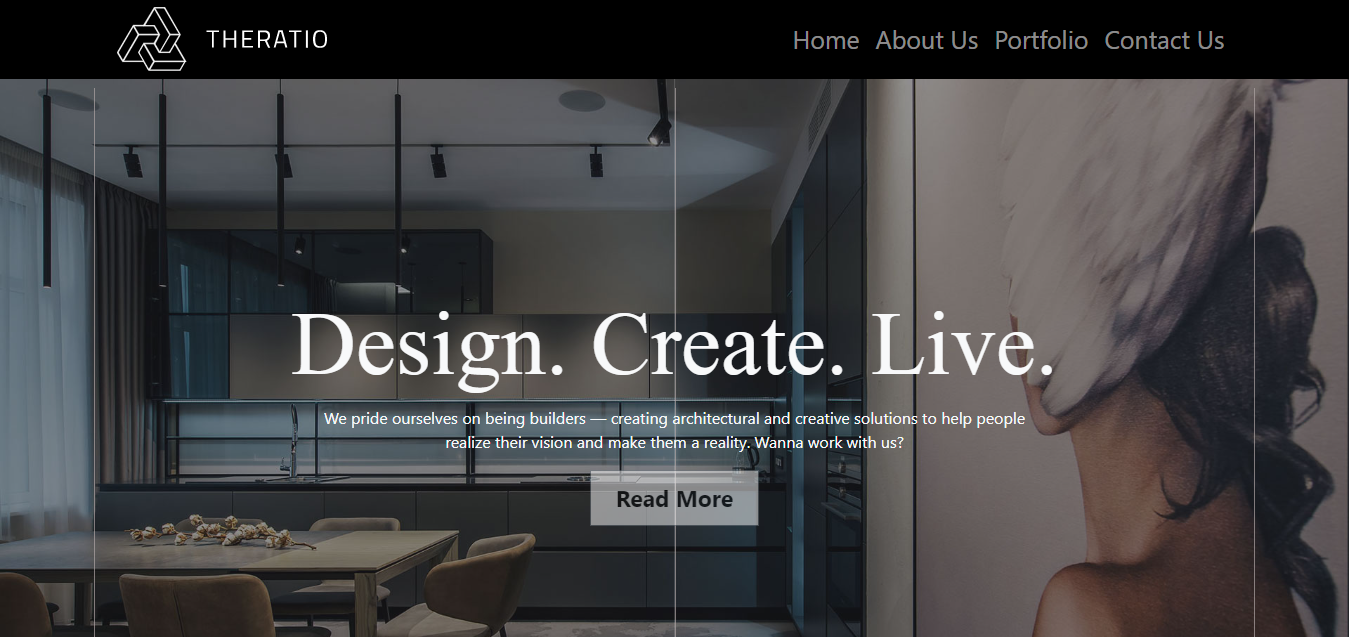 THERATIO
Home About Us Portfolio Contact Us
Design. Create. Live.
We pride ourselves on being builders — creating architectural and creative solutions to help people
realize their vision and make them a reality. Wanna work with us?
Read More